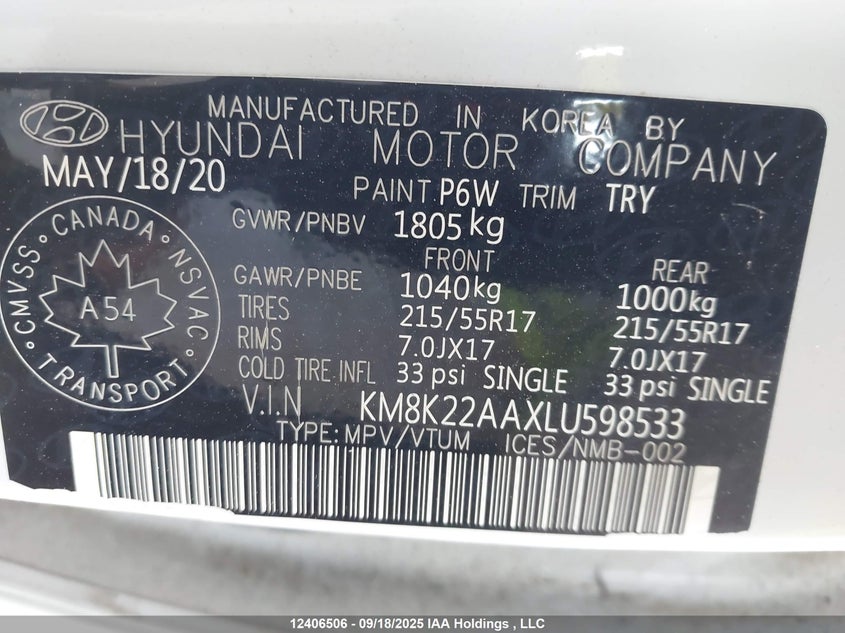 MANUFACTURED IN KOREA BY
HYUNDAI MOTOR COMPANY
MAY/18/20
PAINT P6W TRIM TRY
GVWR/PNBV 1805kg
FRONT REAR
GAWR/PNBE 1040kg 1000kg
TIRES 215/55R17 215/55R17
RIMS 7.0JX17 7.0JX17
COLD TIRE INFL 33 psi SINGLE 33 psi SINGLE
V.I.N KM8K22AAXLU598533
TYPE:MPV/VTUM ICES/NMB-002
CMVSS • CANADA • NSVAC • TRANSPORT •
A 54
12406506 - 09/18/2025 IAA Holdings , LLC